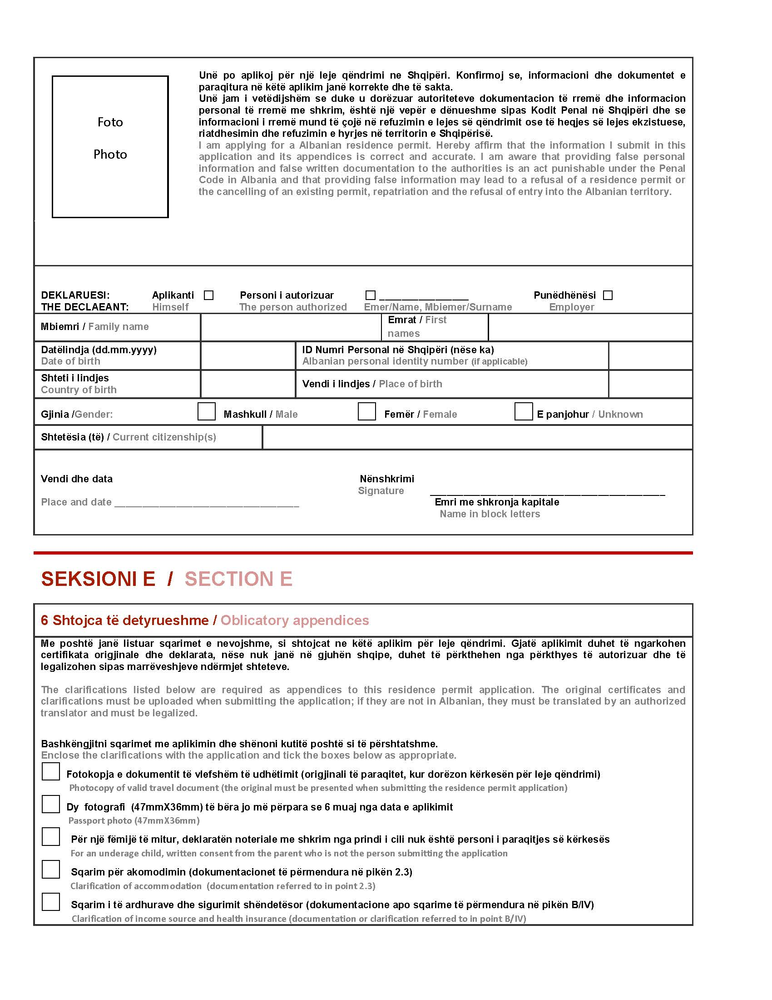 Foto
Photo
Unë po aplikoj për një leje qëndrimi ne Shqipëri. Konfirmoj se, informacioni dhe dokumentet e
paraqitura në këtë aplikim janë korrekte dhe të sakta.
Unë jam i vetëdijshëm se duke u dorëzuar autoriteteve dokumentacion të rremë dhe informacion
personal të rremë me shkrim, është një vepër e dënueshme sipas Kodit Penal në Shqipëri dhe se
informacioni i rremë mund të çojë në refuzimin e lejes së qëndrimit ose të heqjes së lejes ekzistuese,
riatdhesimin dhe refuzimin e hyrjes në territorin e Shqipërisë.
I am applying for a Albanian residence permit. Hereby affirm that the information I submit in this
application and its appendices is correct and accurate. I am aware that providing false personal
information and false written documentation to the authorities is an act punishable under the Penal
Code in Albania and that providing false information may lead to a refusal of a residence permit or
the cancelling of an existing permit, repatriation and the refusal of entry into the Albanian territory.
DEKLARUESI: Aplikanti Personi i autorizuar ________________ Punëdhënësi
THE DECLAEANT: Himself The person authorized Emer/Name, Mbiemer/Surname Employer
Mbiemri / Family name
Emrat / First
names
Datëlindja (dd.mm.yyyy)
Date of birth
ID Numri Personal në Shqipëri (nëse ka)
Albanian personal identity number (if applicable)
Shteti i lindjes
Country of birth
Vendi i lindjes / Place of birth
Gjinia /Gender: Mashkull / Male Femër / Female E panjohur / Unknown
Shtetësia (të) / Current citizenship(s)
Vendi dhe data Nënshkrimi
Signature __________________________________________
Place and date _________________________________ Emri me shkronja kapitale
Name in block letters
SEKSIONI E / SECTION E
6 Shtojca të detyrueshme / Oblicatory appendices
Me poshtë janë listuar sqarimet e nevojshme, si shtojcat ne këtë aplikim për leje qëndrimi. Gjatë aplikimit duhet të ngarkohen
certifikata origjinale dhe deklarata, nëse nuk janë në gjuhën shqipe, duhet të përkthehen nga përkthyes të autorizuar dhe të
legalizohen sipas marrëveshjeve ndërmjet shteteve.
The clarifications listed below are required as appendices to this residence permit application. The original certificates and
clarifications must be uploaded when submitting the application; if they are not in Albanian, they must be translated by an authorized
translator and must be legalized.
Bashkëngjitni sqarimet me aplikimin dhe shënoni kutitë poshtë si të përshtatshme.
Enclose the clarifications with the application and tick the boxes below as appropriate.
Fotokopja e dokumentit të vlefshëm të udhëtimit (origjinali të paraqitet, kur dorëzon kërkesën për leje qëndrimi)
Photocopy of valid travel document (the original must be presented when submitting the residence permit application)
Dy fotografi (47mmX36mm) të bëra jo më përpara se 6 muaj nga data e aplikimit
Passport photo (47mmX36mm)
Për një fëmijë të mitur, deklaratën noteriale me shkrim nga prindi i cili nuk është personi i paraqitjes së kërkesës
For an underage child, written consent from the parent who is not the person submitting the application
Sqarim për akomodimin (dokumentacionet të përmendura në pikën 2.3)
Clarification of accommodation (documentation referred to in point 2.3)
Sqarim i të ardhurave dhe sigurimit shëndetësor (dokumentacione apo sqarime të përmendura në pikën B/IV)
Clarification of income source and health insurance (documentation or clarification referred to in point B/IV)